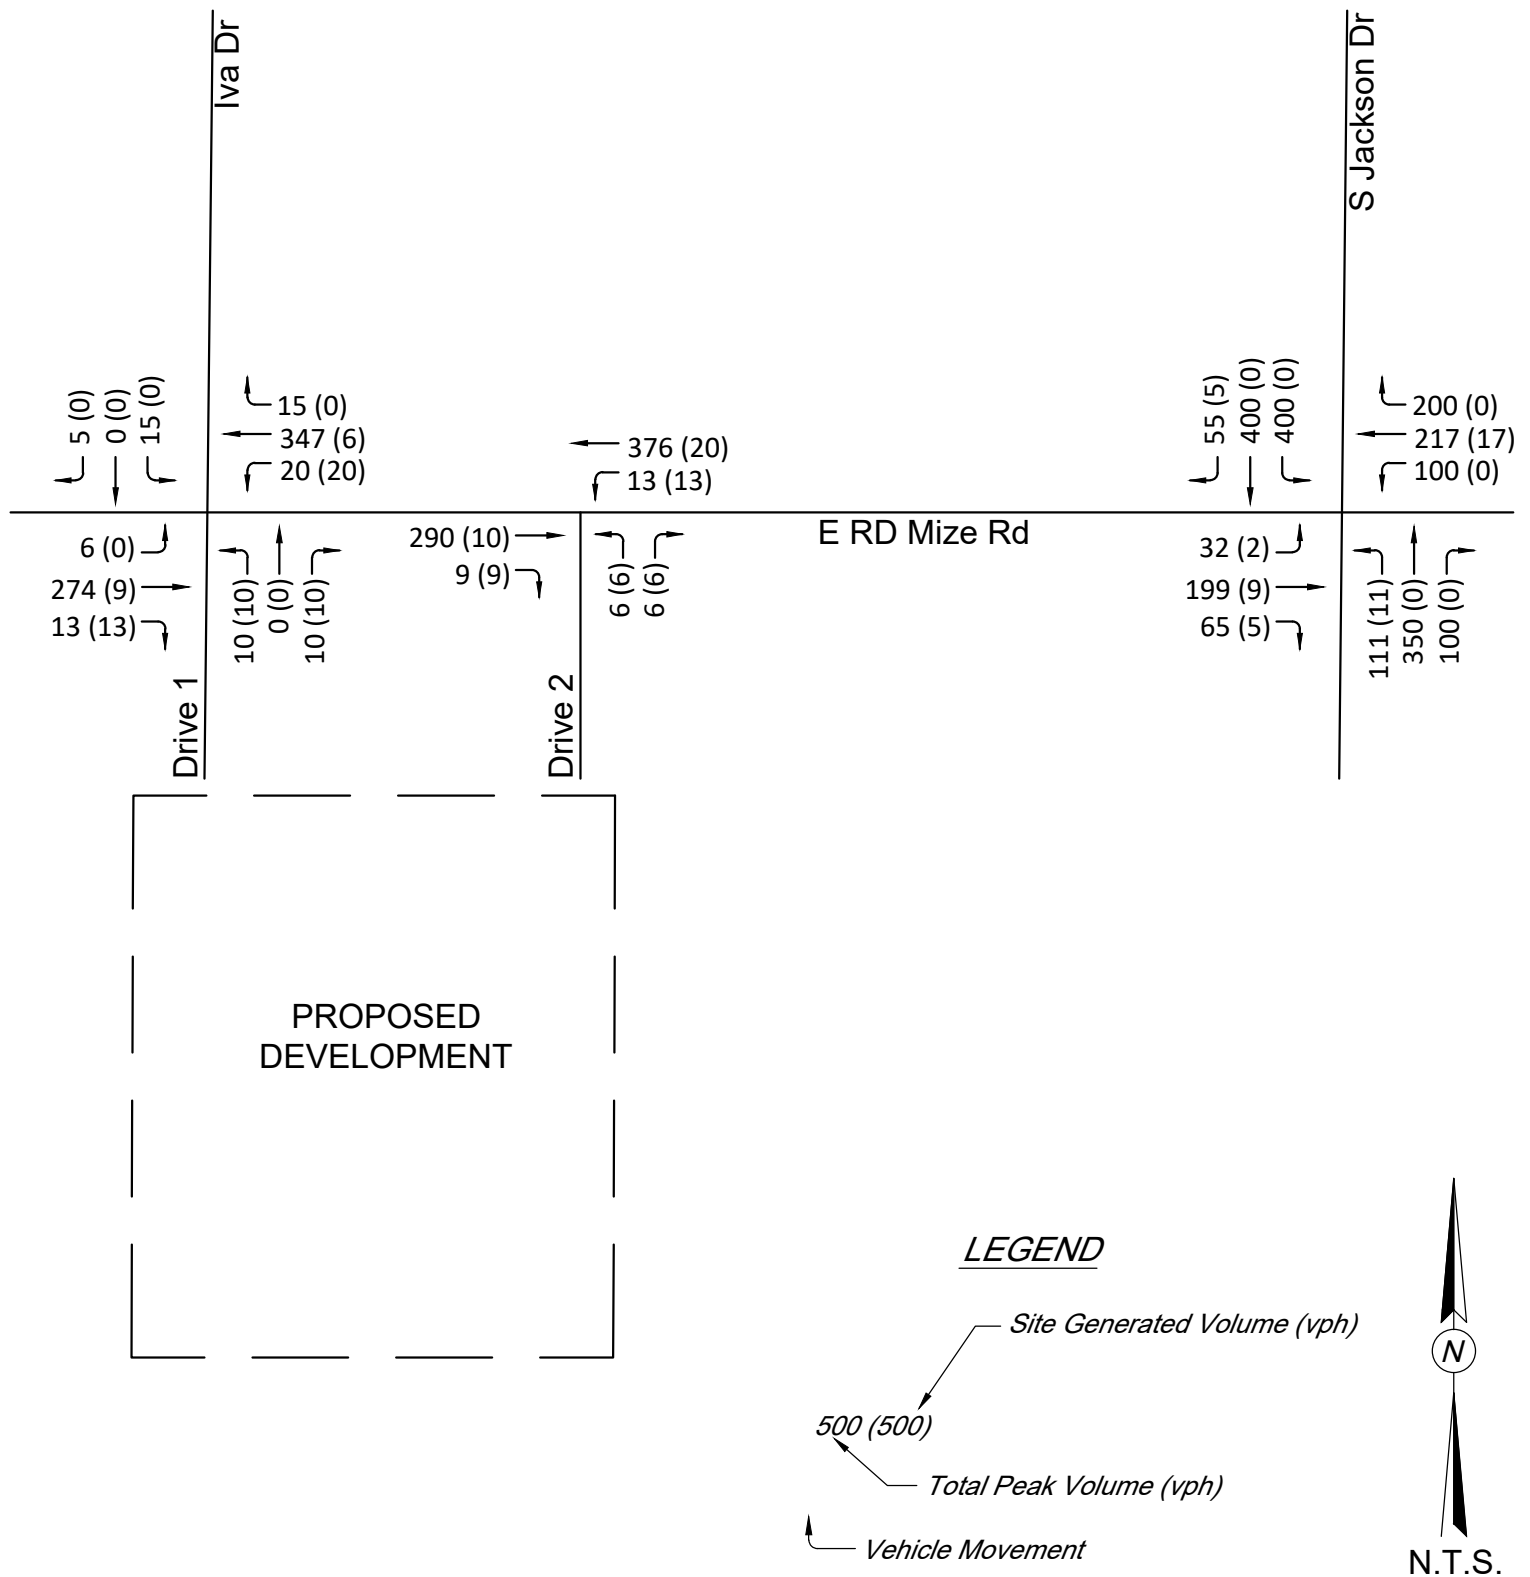 Iva Dr
S Jackson Dr
5 (0)
0 (0)
15 (0)
15 (0)
347 (6)
20 (20)
376 (20)
13 (13)
55 (5)
400 (0)
400 (0)
200 (0)
217 (17)
100 (0)
6 (0)
274 (9)
13 (13)
10 (10)
0 (0)
10 (10)
290 (10)
9 (9)
6 (6)
6 (6)
E RD Mize Rd
32 (2)
199 (9)
65 (5)
111 (11)
350 (0)
100 (0)
Drive 1
Drive 2
PROPOSED
DEVELOPMENT
LEGEND
Site Generated Volume (vph)
500 (500)
Total Peak Volume (vph)
Vehicle Movement
N
N.T.S.